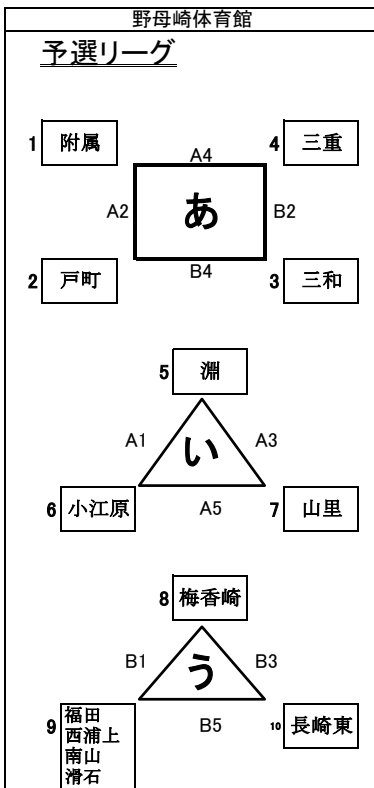 野母崎体育館
予選リーグ
1 附属
4 三重
A4
A2
あ
B2
B4
2 戸町
3 三和
5 淵
A1
い
A3
6 小江原
A5
7 山里
8 梅香崎
B1
う
B3
9 福田
西浦上
南山
滑石
B5
10 長崎東